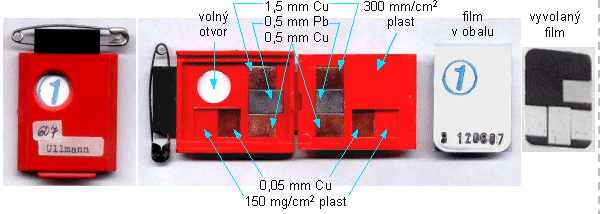 volný
otvor
1,5 mm Cu
0,5 mm Pb
0,5 mm Cu
300 mm/cm²
plast
film
v obalu
vyvolaný
film
1
607
Ullmann
1
3 120607
0,05 mm Cu
150 mg/cm² plast